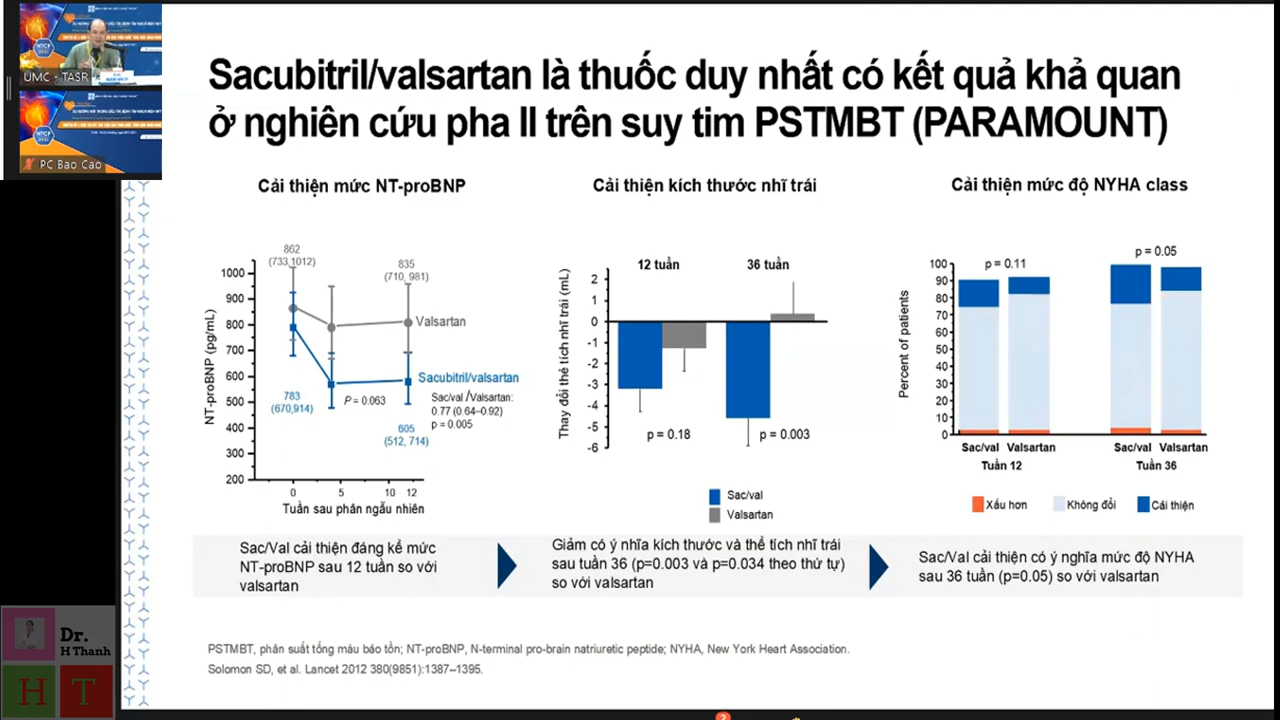 UMC - TASR
PC Bao Cao
Sacubitril/valsartan là thuốc duy nhất có kết quả khả quan
ở nghiên cứu pha II trên suy tim PSTMBT (PARAMOUNT)
Cải thiện mức NT-proBNP
NT-proBNP (pg/mL)
1000
900
800
700
600
500
400
300
200
862
(733,1012)
835
(710, 981)
Valsartan
Sacubitril/valsartan
783
(670,914)
P = 0.063
Sac/val /Valsartan:
0.77 (0.64–0.92)
p = 0.005
605
(512, 714)
0 5 10 12
Tuần sau phân ngẫu nhiên
Cải thiện kích thước nhĩ trái
Thay đổi thể tích nhĩ trái (mL)
12 tuần 36 tuần
2
1
0
-1
-2
-3
-4
-5
-6
p = 0.18 p = 0.003
Sac/val
Valsartan
Cải thiện mức độ NYHA class
Percent of patients
100
90
80
70
60
50
40
30
20
10
0
p = 0.11
p = 0.05
Sac/val Valsartan Sac/val Valsartan
Tuần 12 Tuần 36
Xấu hơn Không đổi Cải thiện
Sac/Val cải thiện đáng kể mức
NT-proBNP sau 12 tuần so với
valsartan
Giảm có ý nhĩa kích thước và thể tích nhĩ trái
sau tuần 36 (p=0.003 và p=0.034 theo thứ tự)
so với valsartan
Sac/Val cải thiện có ý nghĩa mức độ NYHA
sau 36 tuần (p=0.05) so với valsartan
PSTMBT, phân suất tống máu bảo tồn; NT-proBNP, N-terminal pro-brain natriuretic peptide; NYHA, New York Heart Association.
Solomon SD, et al. Lancet 2012 380(9851):1387–1395.
Dr.
H Thanh
H T